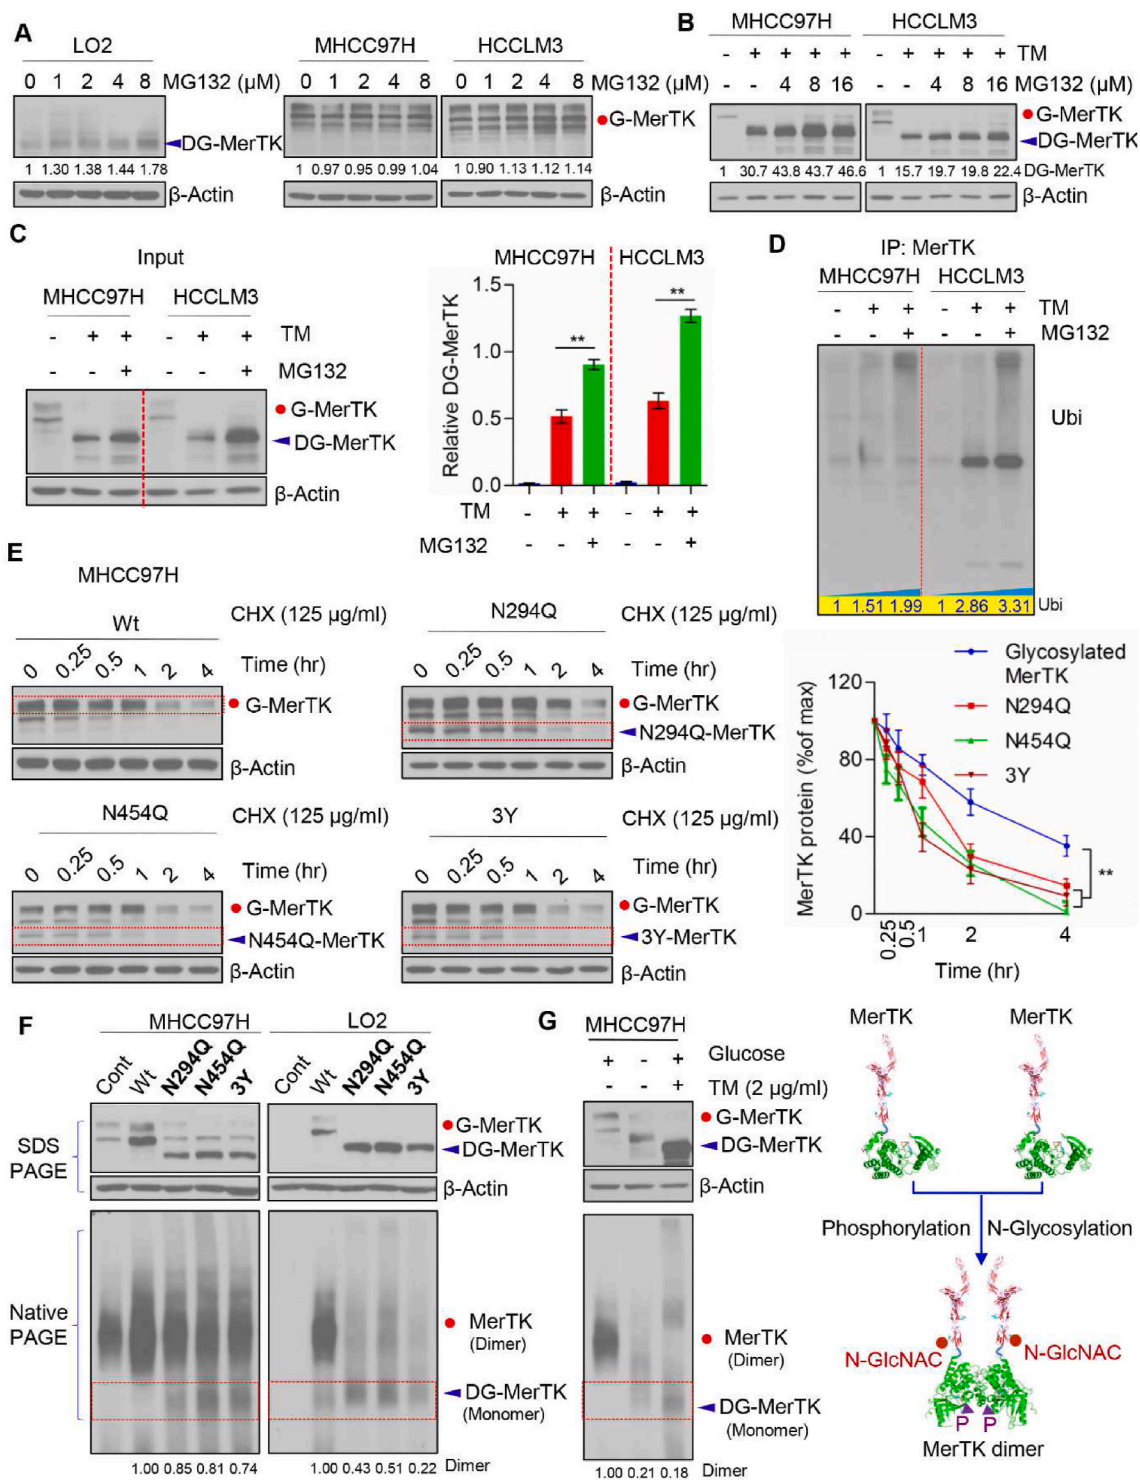 A
LO2
MHCC97H
HCCLM3
0 1 2 4 8
0 1 2 4 8
0 1 2 4 8
MG132 (μM)
MG132 (μM)
DG-MerTK
G-MerTK
1 1.30 1.38 1.44 1.78
1 0.97 0.95 0.99 1.04
1 0.90 1.13 1.12 1.14
β-Actin
β-Actin
B
MHCC97H
HCCLM3
- + + + +
- + + + +
TM
- - 4 8 16
- - 4 8 16
MG132 (μM)
G-MerTK
DG-MerTK
1 30.7 43.8 43.7 46.6
1 15.7 19.7 19.8 22.4
DG-MerTK
β-Actin
C
Input
MHCC97H
HCCLM3
- + + - + +
TM
- - + - - +
MG132
G-MerTK
DG-MerTK
β-Actin
MHCC97H
HCCLM3
Relative DG-MerTK
1.5
1.0
0.5
0.0
**
**
TM - + + - + +
MG132 - - + - - +
D
IP: MerTK
MHCC97H
HCCLM3
- + + - + +
TM
- - + - - +
MG132
Ubi
1 1.51 1.99 1 2.86 3.31
Ubi
E
MHCC97H
Wt
CHX (125 μg/ml)
0 0.25 0.5 1 2 4
Time (hr)
G-MerTK
β-Actin
N294Q
CHX (125 μg/ml)
0 0.25 0.5 1 2 4
Time (hr)
G-MerTK
N294Q-MerTK
β-Actin
N454Q
CHX (125 μg/ml)
0 0.25 0.5 1 2 4
Time (hr)
G-MerTK
N454Q-MerTK
β-Actin
3Y
CHX (125 μg/ml)
0 0.25 0.5 1 2 4
Time (hr)
G-MerTK
3Y-MerTK
β-Actin
Glycosylated
MerTK
N294Q
N454Q
3Y
MerTK protein (%of max)
120
80
40
0
**
0.25 0.5 1 2 4
Time (hr)
F
MHCC97H
LO2
Cont Wt N294Q N454Q 3Y
Cont Wt N294Q N454Q 3Y
SDS
PAGE
G-MerTK
DG-MerTK
β-Actin
Native
PAGE
MerTK
(Dimer)
DG-MerTK
(Monomer)
1.00 0.85 0.81 0.74
1.00 0.43 0.51 0.22
Dimer
G
MHCC97H
+ - +
Glucose
- - +
TM (2 μg/ml)
G-MerTK
DG-MerTK
β-Actin
MerTK
(Dimer)
DG-MerTK
(Monomer)
1.00 0.21 0.18
Dimer
MerTK
MerTK
Phosphorylation
N-Glycosylation
N-GlcNAC
N-GlcNAC
P P
MerTK dimer